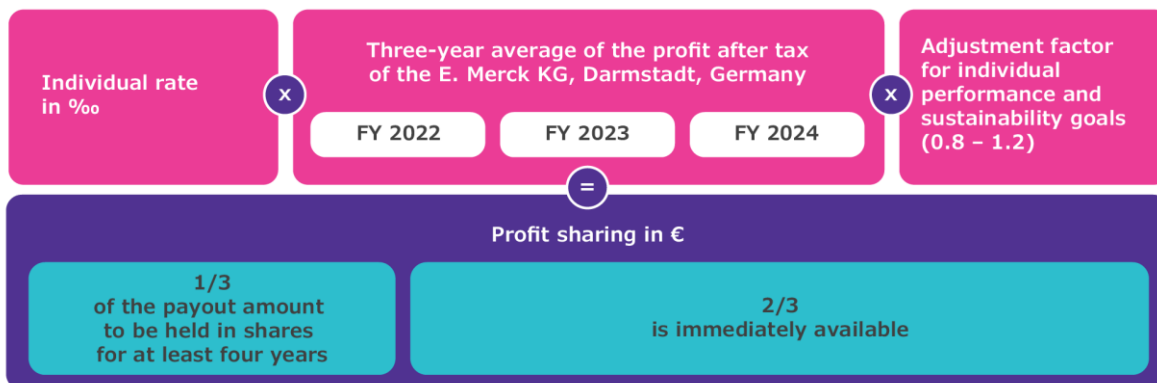 Individual rate
in ‰
x
Three-year average of the profit after tax
of the E. Merck KG, Darmstadt, Germany
FY 2022
FY 2023
FY 2024
x
Adjustment factor
for individual
performance and
sustainability goals
(0.8 – 1.2)
=
Profit sharing in €
1/3
of the payout amount
to be held in shares
for at least four years
2/3
is immediately available